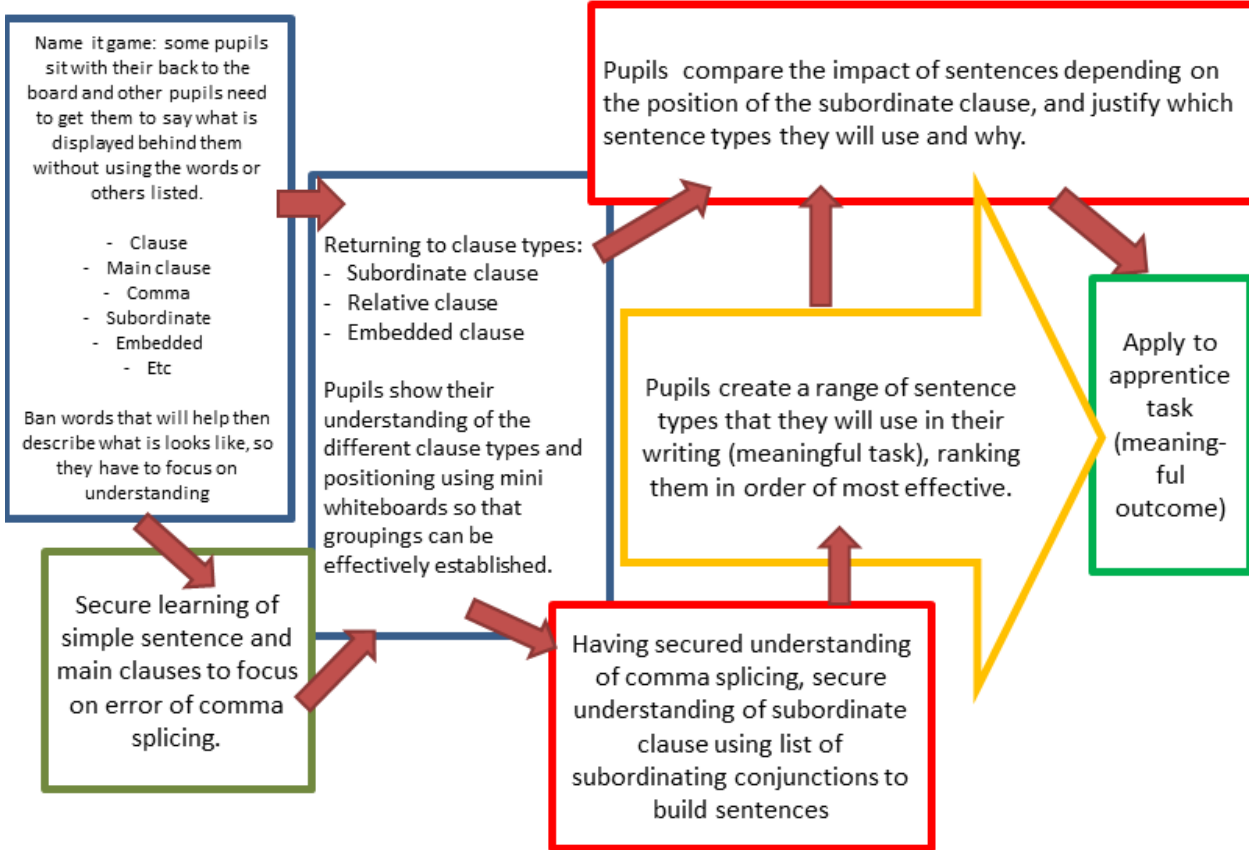 Name it game: some pupils
sit with their back to the
board and other pupils need
to get them to say what is
displayed behind them
without using the words or
others listed.
- Clause
- Main clause
- Comma
- Subordinate
- Embedded
- Etc
Ban words that will help then
describe what is looks like, so
they have to focus on
understanding
Secure learning of
simple sentence and
main clauses to focus
on error of comma
splicing.
Returning to clause types:
- Subordinate clause
- Relative clause
- Embedded clause
Pupils show their
understanding of the
different clause types and
positioning using mini
whiteboards so that
groupings can be
effectively established.
Having secured understanding
of comma splicing, secure
understanding of subordinate
clause using list of
subordinating conjunctions to
build sentences
Pupils create a range of sentence
types that they will use in their
writing (meaningful task), ranking
them in order of most effective.
Pupils compare the impact of sentences depending on
the position of the subordinate clause, and justify which
sentence types they will use and why.
Apply to
apprentice
task
(meaning-
ful
outcome)